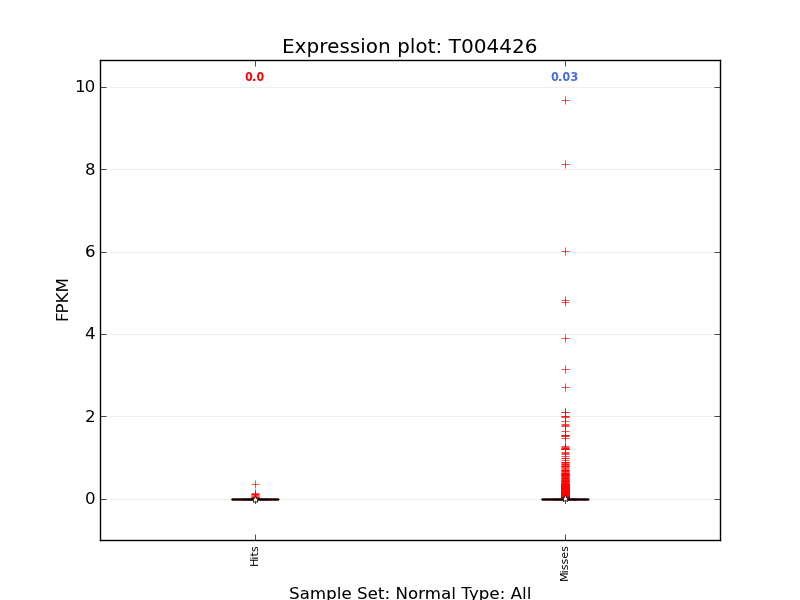 Expression plot: T004426
0.0
0.03
10
8
6
4
2
0
FPKM
Hits
Misses
Sample Set: Normal Type: All